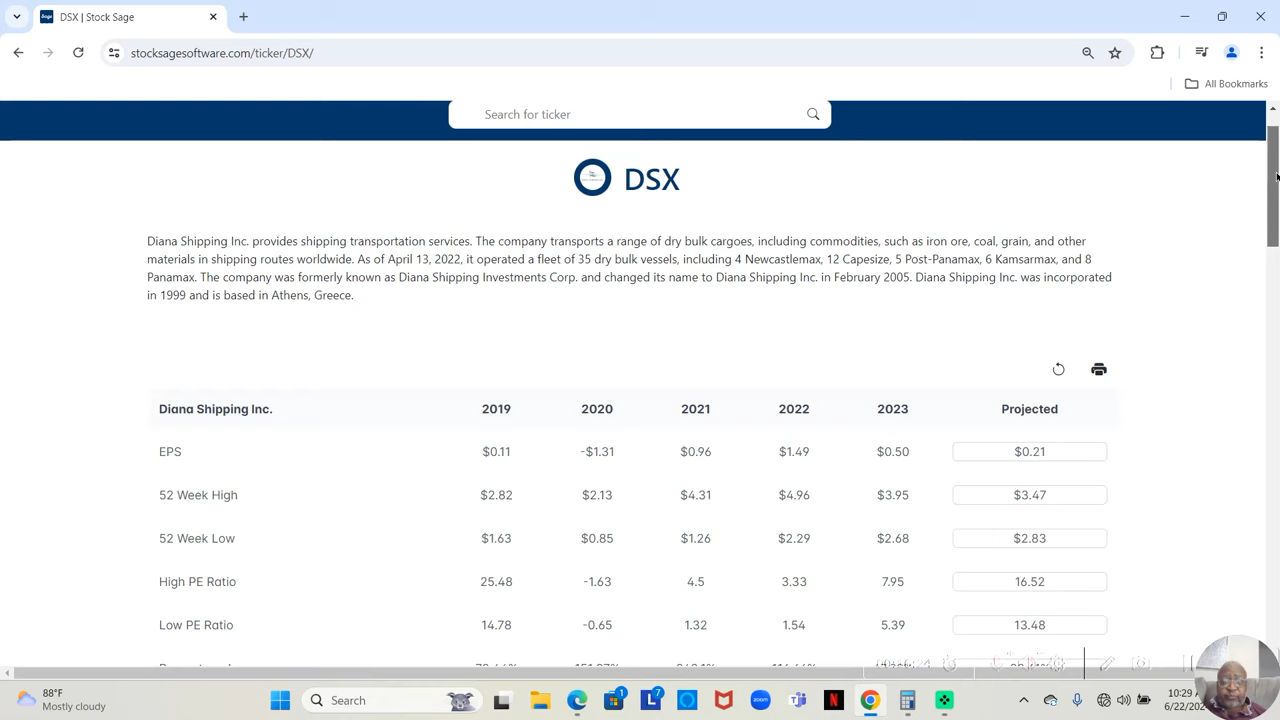 DSX | Stock Sage
stocksagesoftware.com/ticker/DSX/
All Bookmarks
Search for ticker
DSX
Diana Shipping Inc. provides shipping transportation services. The company transports a range of dry bulk cargoes, including commodities, such as iron ore, coal, grain, and other
materials in shipping routes worldwide. As of April 13, 2022, it operated a fleet of 35 dry bulk vessels, including 4 Newcastlemax, 12 Capesize, 5 Post-Panamax, 6 Kamsarmax, and 8
Panamax. The company was formerly known as Diana Shipping Investments Corp. and changed its name to Diana Shipping Inc. in February 2005. Diana Shipping Inc. was incorporated
in 1999 and is based in Athens, Greece.
Diana Shipping Inc. 2019 2020 2021 2022 2023 Projected
EPS $0.11 -$1.31 $0.96 $1.49 $0.50 $0.21
52 Week High $2.82 $2.13 $4.31 $4.96 $3.95 $3.47
52 Week Low $1.63 $0.85 $1.26 $2.29 $2.68 $2.83
High PE Ratio 25.48 -1.63 4.5 3.33 7.95 16.52
Low PE Ratio 14.78 -0.65 1.32 1.54 5.39 13.48
88°F
Mostly cloudy
Search
1
7
10:29
6/22/